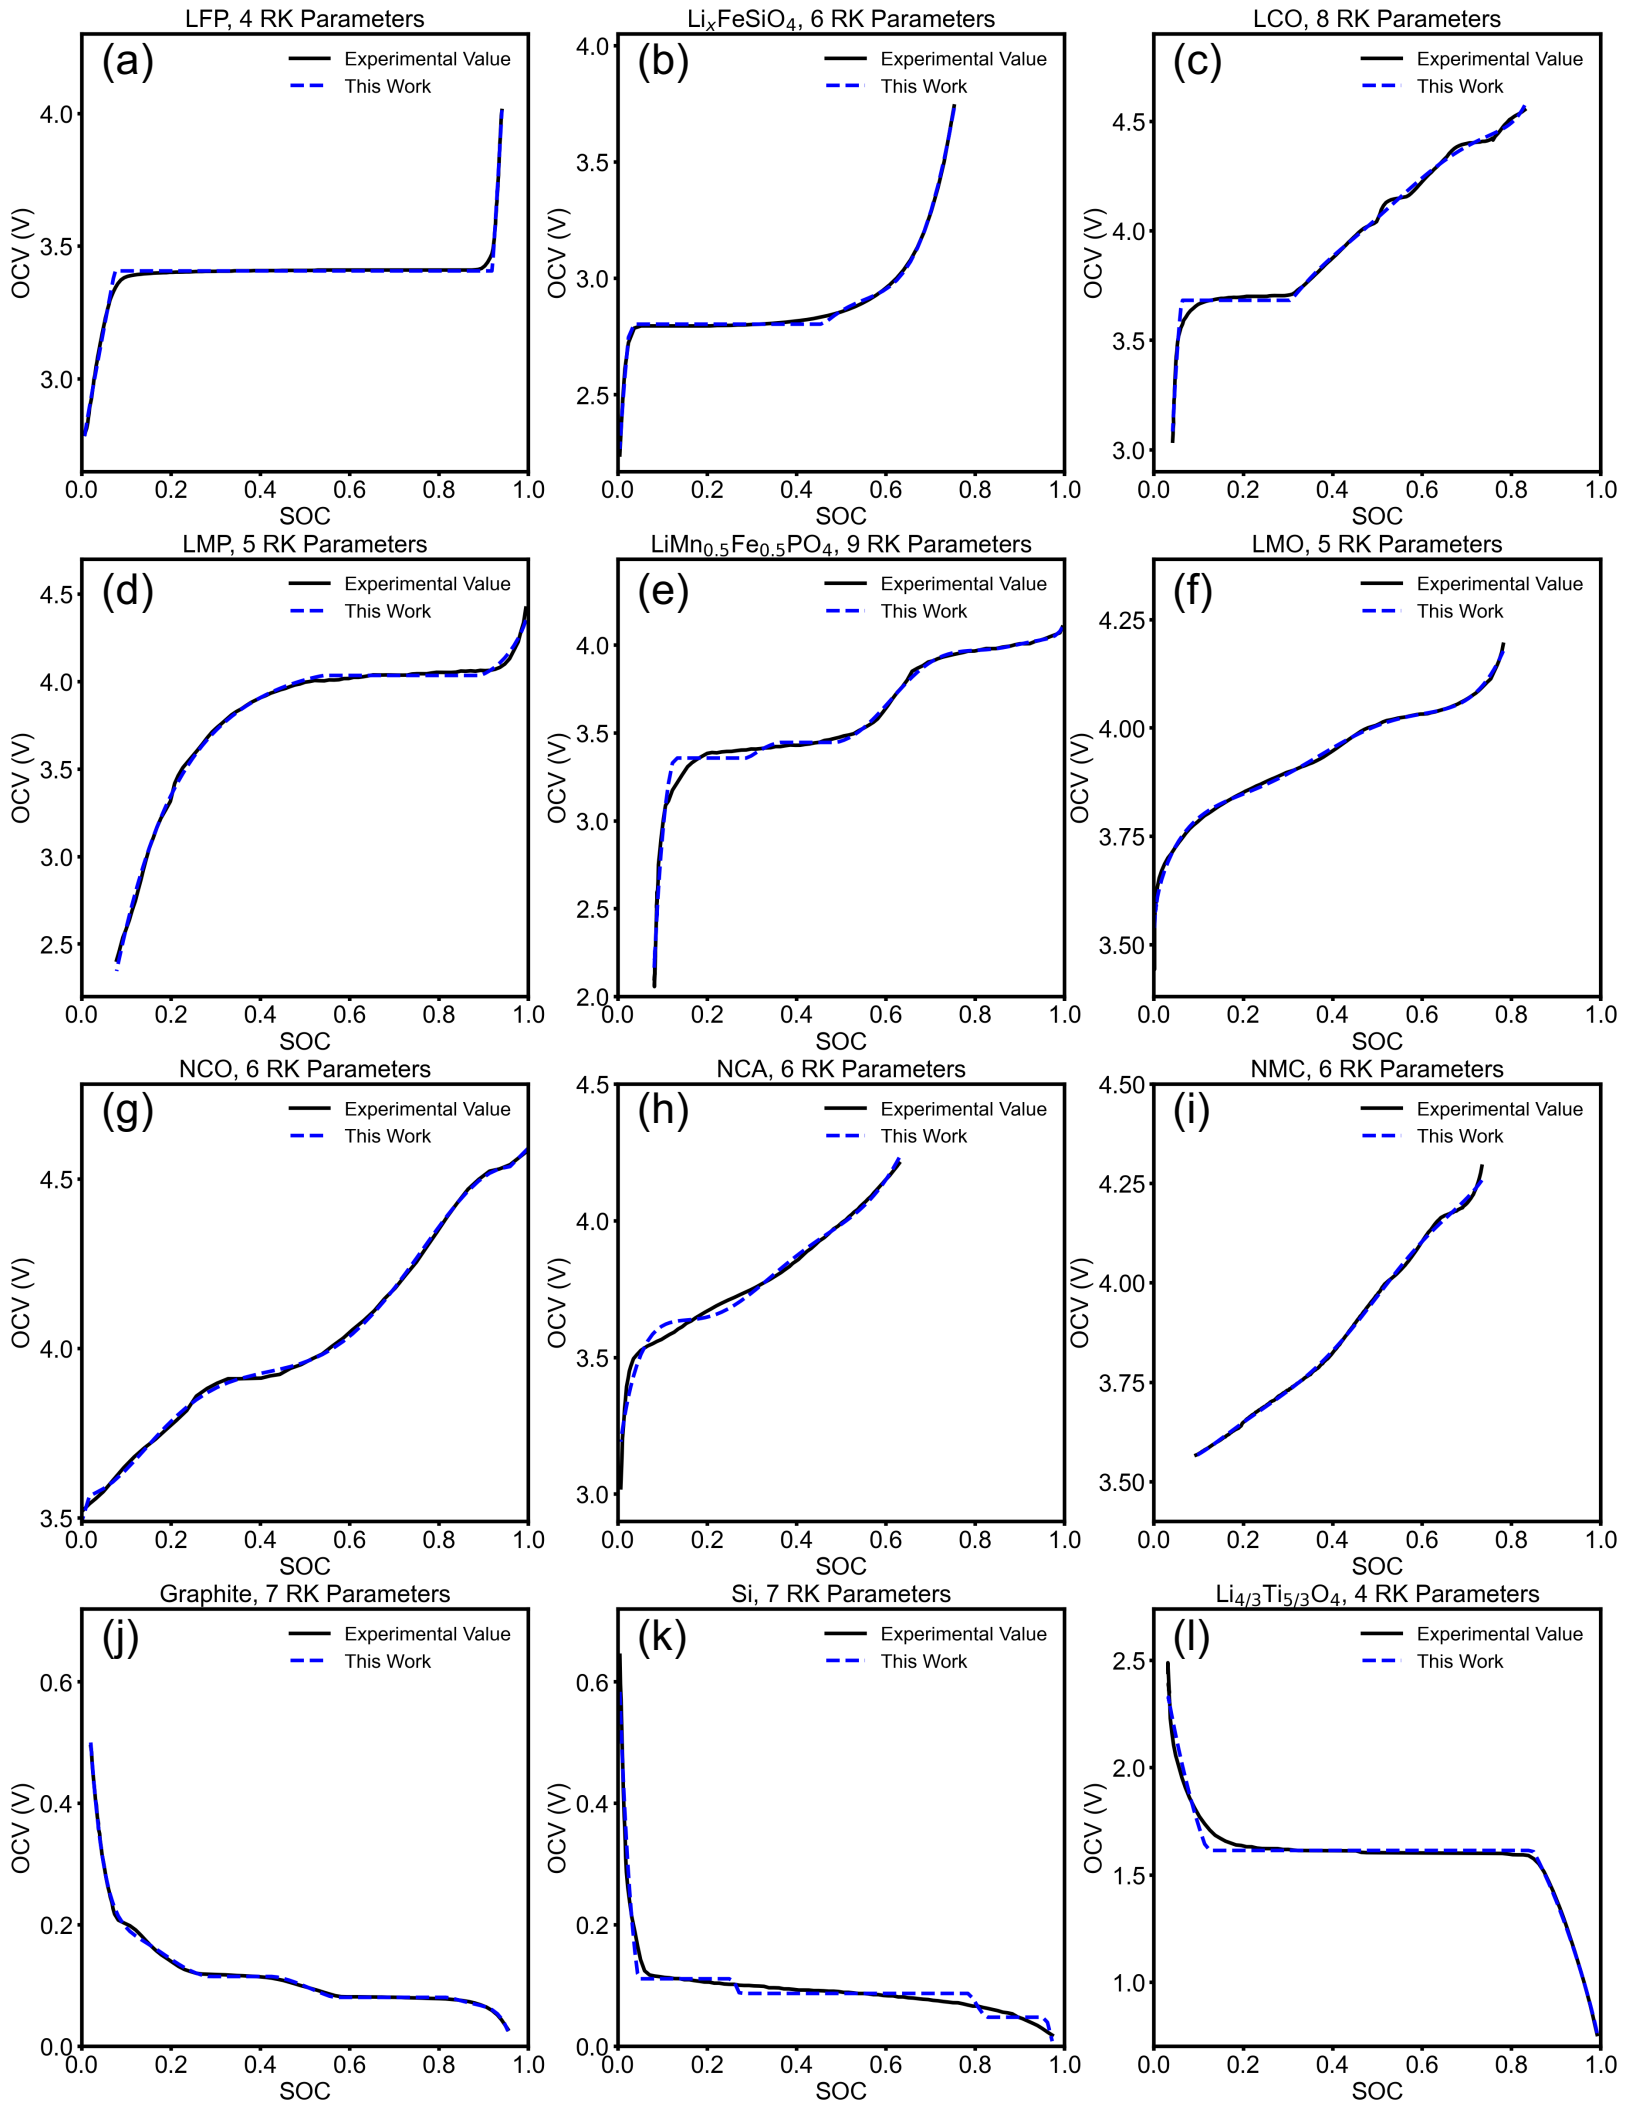 LFP, 4 RK Parameters
(a)
Experimental Value
This Work
4.0
3.5
3.0
OCV (V)
0.0 0.2 0.4 0.6 0.8 1.0
SOC
LiₓFeSiO₄, 6 RK Parameters
(b)
Experimental Value
This Work
4.0
3.5
3.0
2.5
OCV (V)
0.0 0.2 0.4 0.6 0.8 1.0
SOC
LCO, 8 RK Parameters
(c)
Experimental Value
This Work
4.5
4.0
3.5
3.0
OCV (V)
0.0 0.2 0.4 0.6 0.8 1.0
SOC
LMP, 5 RK Parameters
(d)
Experimental Value
This Work
4.5
4.0
3.5
3.0
2.5
OCV (V)
0.0 0.2 0.4 0.6 0.8 1.0
SOC
LiMn₀.₅Fe₀.₅PO₄, 9 RK Parameters
(e)
Experimental Value
This Work
4.0
3.5
3.0
2.5
2.0
OCV (V)
0.0 0.2 0.4 0.6 0.8 1.0
SOC
LMO, 5 RK Parameters
(f)
Experimental Value
This Work
4.25
4.00
3.75
3.50
OCV (V)
0.0 0.2 0.4 0.6 0.8 1.0
SOC
NCO, 6 RK Parameters
(g)
Experimental Value
This Work
4.5
4.0
3.5
OCV (V)
0.0 0.2 0.4 0.6 0.8 1.0
SOC
NCA, 6 RK Parameters
(h)
Experimental Value
This Work
4.5
4.0
3.5
3.0
OCV (V)
0.0 0.2 0.4 0.6 0.8 1.0
SOC
NMC, 6 RK Parameters
(i)
Experimental Value
This Work
4.50
4.25
4.00
3.75
3.50
OCV (V)
0.0 0.2 0.4 0.6 0.8 1.0
SOC
Graphite, 7 RK Parameters
(j)
Experimental Value
This Work
0.6
0.4
0.2
0.0
OCV (V)
0.0 0.2 0.4 0.6 0.8 1.0
SOC
Si, 7 RK Parameters
(k)
Experimental Value
This Work
0.6
0.4
0.2
0.0
OCV (V)
0.0 0.2 0.4 0.6 0.8 1.0
SOC
Li₄/₃Ti₅/₃O₄, 4 RK Parameters
(l)
Experimental Value
This Work
2.5
2.0
1.5
1.0
OCV (V)
0.0 0.2 0.4 0.6 0.8 1.0
SOC